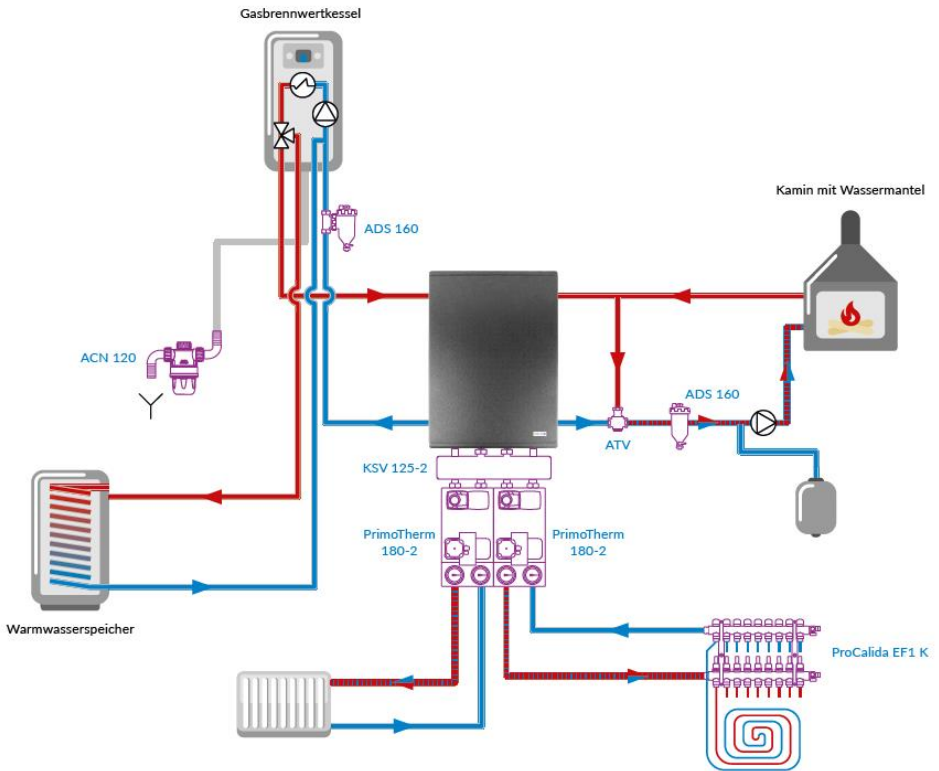 Gasbrennwertkessel
Kamin mit Wassermantel
ADS 160
ACN 120
ADS 160
ATV
KSV 125-2
PrimoTherm
180-2
PrimoTherm
180-2
Warmwasserspeicher
ProCalida EF1 K